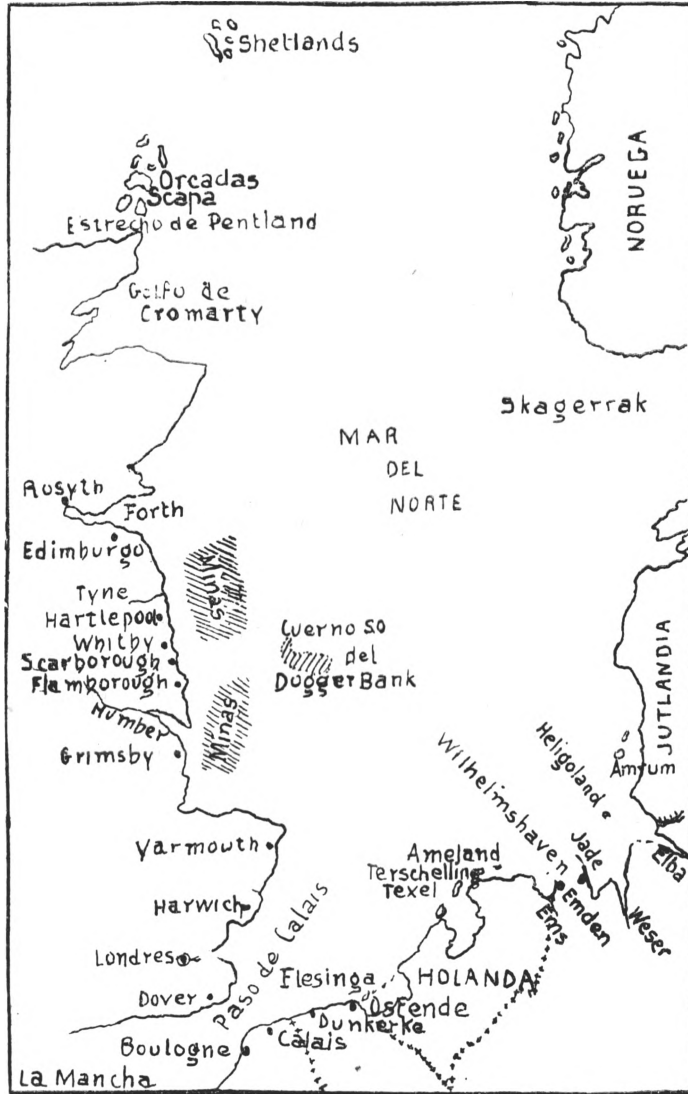 Shetlands
Orcadas
Scapa
Estrecho de Pentland
NORUEGA
Golfo de
Cromarty
Skagerrak
MAR
DEL
NORTE
Rosyth
Forth
Edimburgo
Minas
Tyne
Hartlepool
Whitby
Scarborough
Flamborough
Cuerno S.O
del
Dogger Bank
JUTLANDIA
Humber
Minas
Grimsby
Wilhelmshaven
Heligoland
Amrum
Yarmouth
Ameland
Terschelling
Texel
Jade
Elba
Harwich
Ems
Emden
Weser
Londres
Paso de Calais
Flesinga
HOLANDA
Dover
Ostende
Dunkerke
Calais
Boulogne
La Mancha